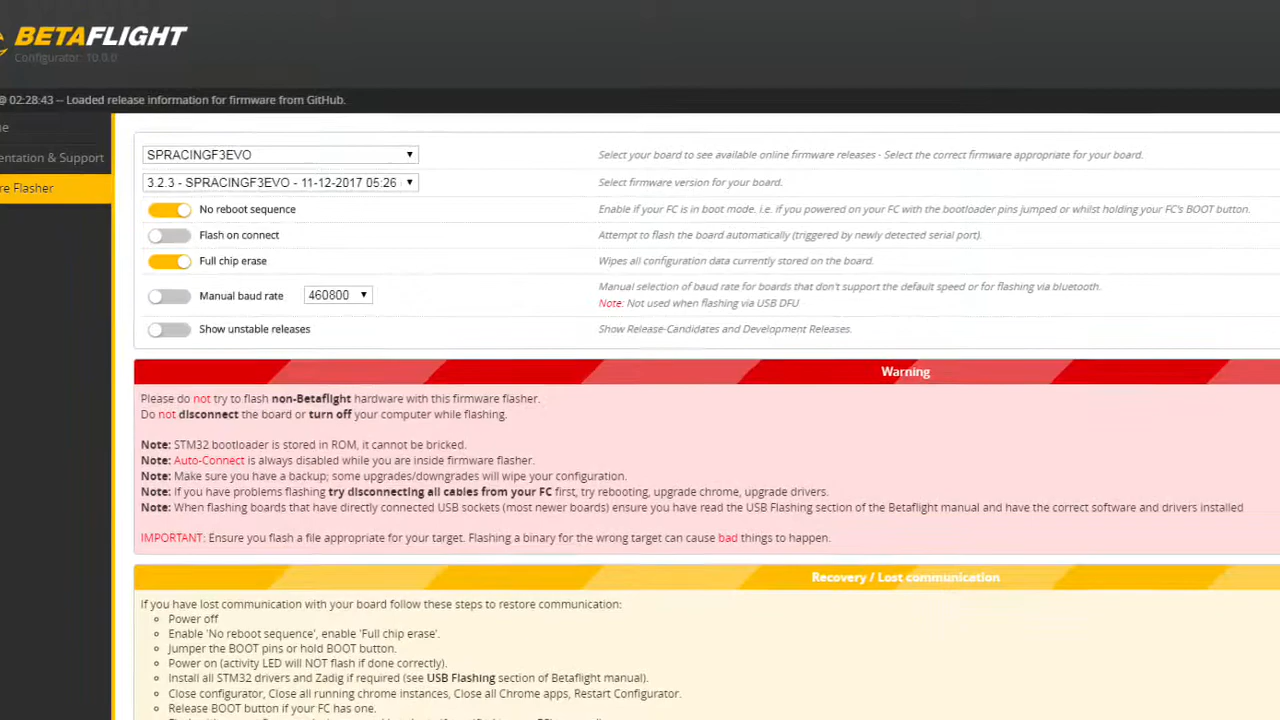 BETAFLIGHT
Configurator: 10.0.0
@ 02:28:43 -- Loaded release information for firmware from GitHub.
ue
entation & Support
re Flasher
SPRACINGF3EVO
Select your board to see available online firmware releases - Select the correct firmware appropriate for your board.
3.2.3 - SPRACINGF3EVO - 11-12-2017 05:26
Select firmware version for your board.
No reboot sequence
Enable if your FC is in boot mode. i.e. if you powered on your FC with the bootloader pins jumped or whilst holding your FC's BOOT button.
Flash on connect
Attempt to flash the board automatically (triggered by newly detected serial port).
Full chip erase
Wipes all configuration data currently stored on the board.
Manual baud rate 460800
Manual selection of baud rate for boards that don't support the default speed or for flashing via bluetooth.
Note: Not used when flashing via USB DFU
Show unstable releases
Show Release-Candidates and Development Releases.
Warning
Please do not try to flash non-Betaflight hardware with this firmware flasher.
Do not disconnect the board or turn off your computer while flashing.
Note: STM32 bootloader is stored in ROM, it cannot be bricked.
Note: Auto-Connect is always disabled while you are inside firmware flasher.
Note: Make sure you have a backup; some upgrades/downgrades will wipe your configuration.
Note: If you have problems flashing try disconnecting all cables from your FC first, try rebooting, upgrade chrome, upgrade drivers.
Note: When flashing boards that have directly connected USB sockets (most newer boards) ensure you have read the USB Flashing section of the Betaflight manual and have the correct software and drivers installed
IMPORTANT: Ensure you flash a file appropriate for your target. Flashing a binary for the wrong target can cause bad things to happen.
Recovery / Lost communication
If you have lost communication with your board follow these steps to restore communication:
Power off
Enable 'No reboot sequence', enable 'Full chip erase'.
Jumper the BOOT pins or hold BOOT button.
Power on (activity LED will NOT flash if done correctly).
Install all STM32 drivers and Zadig if required (see USB Flashing section of Betaflight manual).
Close configurator, Close all running chrome instances, Close all Chrome apps, Restart Configurator.
Release BOOT button if your FC has one.